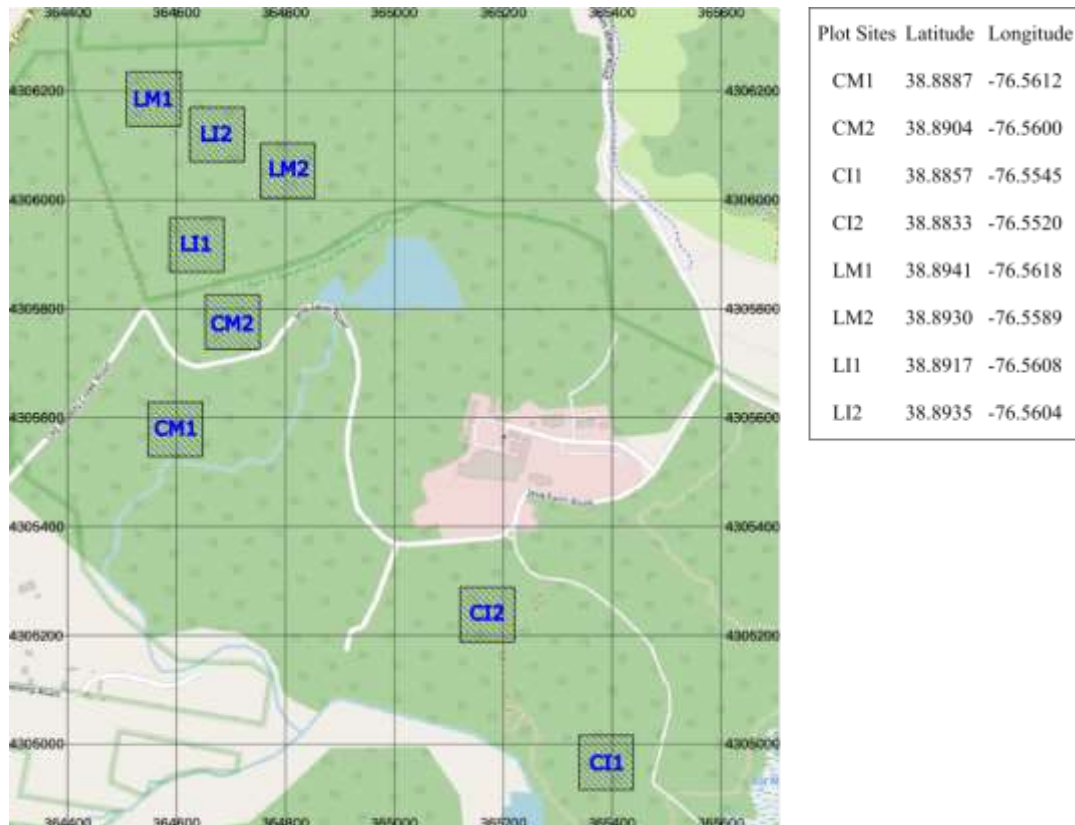 364400 364600 364800 365000 365200 365400 365600
4306200 4306200
LM1
LI2
LM2
4306000 4306000
LI1
4305800 4305800
CM2
4305600 4305600
CM1
4305400 4305400
CI2
4305200 4305200
4305000 4305000
CI1
364400 364600 364800 365000 365200 365400 365600
Plot Sites Latitude Longitude
CM1 38.8887 -76.5612
CM2 38.8904 -76.5600
CI1 38.8857 -76.5545
CI2 38.8833 -76.5520
LM1 38.8941 -76.5618
LM2 38.8930 -76.5589
LI1 38.8917 -76.5608
LI2 38.8935 -76.5604